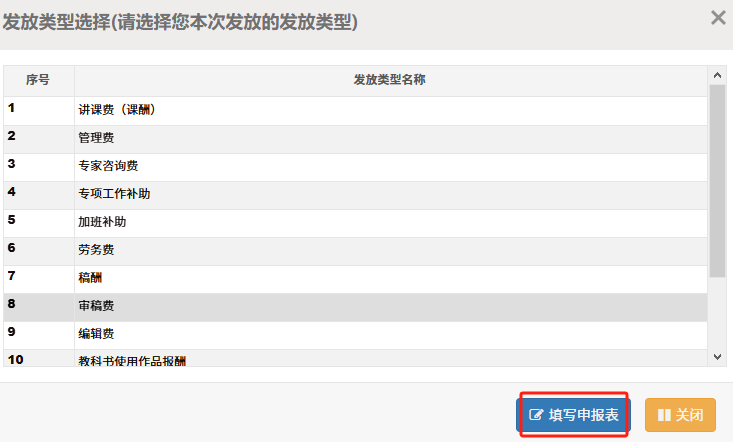 发放类型选择(请选择您本次发放的发放类型)
序号 发放类型名称
1 讲课费（课酬）
2 管理费
3 专家咨询费
4 专项工作补助
5 加班补助
6 劳务费
7 稿酬
8 审稿费
9 编辑费
10 教科书使用作品报酬
填写申报表 关闭